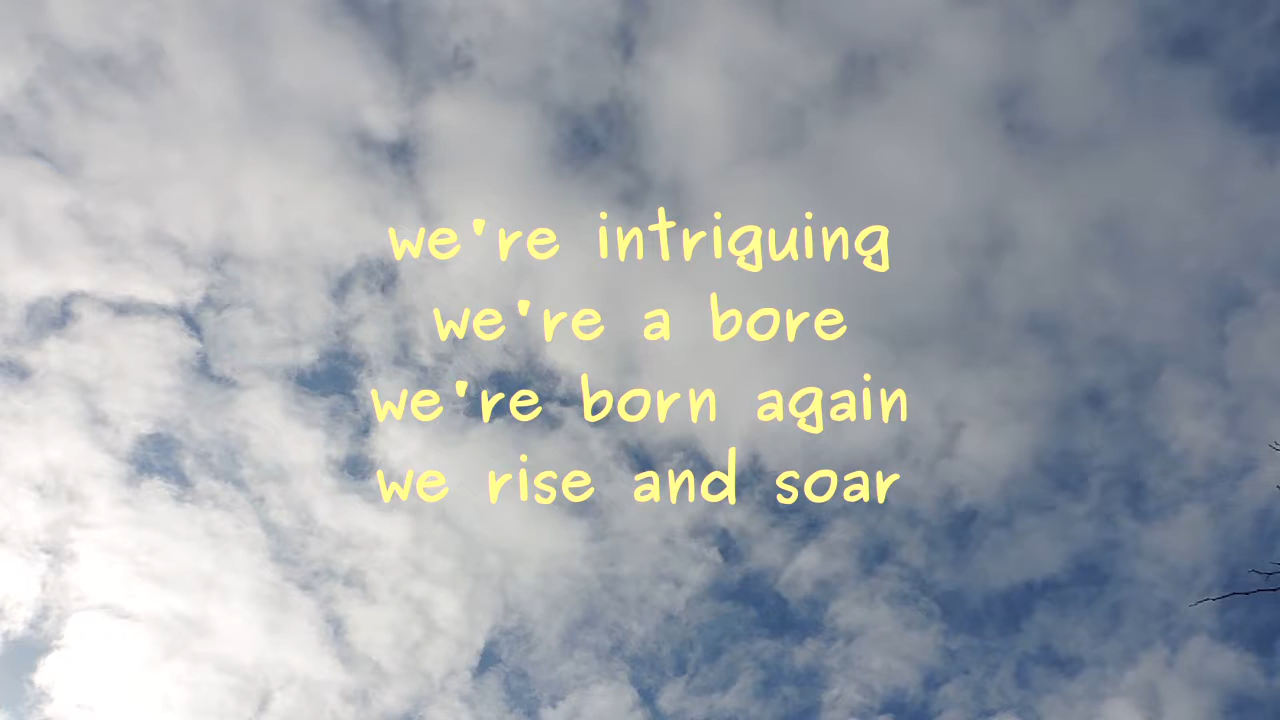 we're intriguing
we're a bore
we're born again
we rise and soar